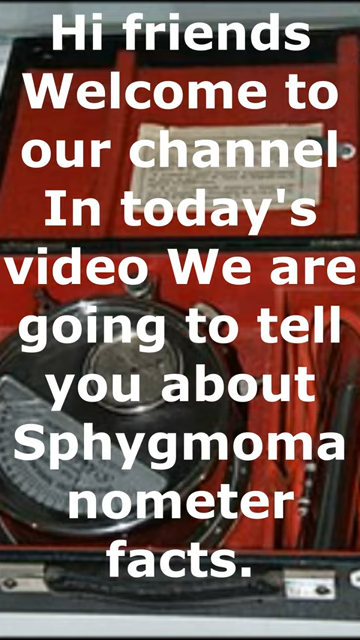 Hi friends
Welcome to
our channel
In today's
video We are
going to tell
you about
Sphygmoma
nometer
facts.